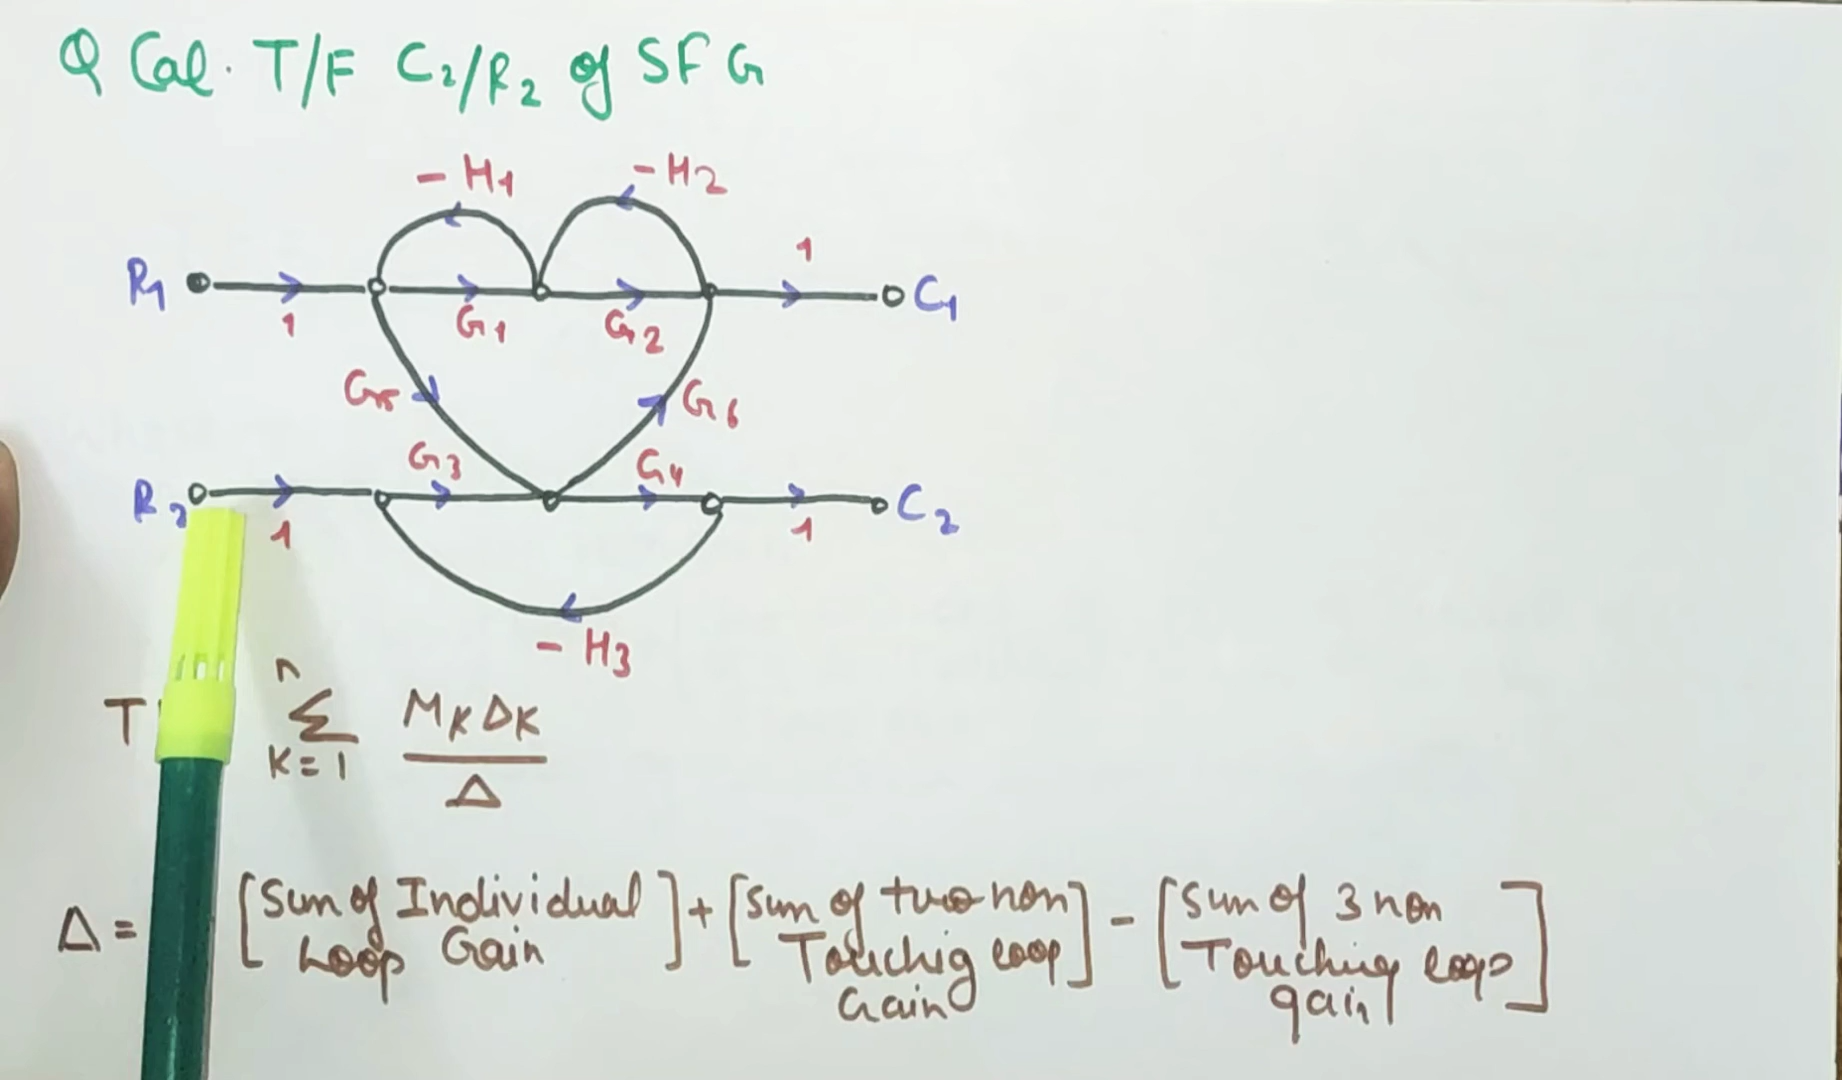 Q Cal. T/F C2/R2 of SFG
- H1
- H2
1
R1
C1
1
G1
G2
G5
G6
G3
G4
R2
C2
1
1
- H3
T
n
Σ
K=1
MK ΔK
Δ
Δ =
[Sum of Individual Loop Gain] + [Sum of two non Touchig loop Gain] - [Sum of 3 non Touching loop gain]